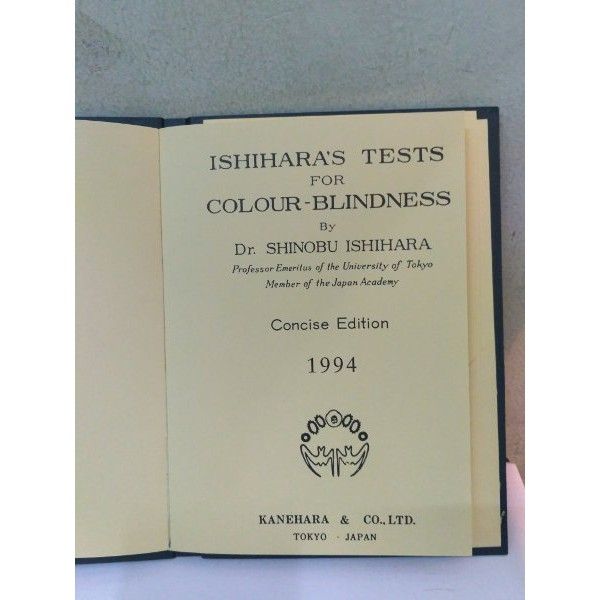 ISHIHARA'S TESTS
FOR
COLOUR-BLINDNESS
By
Dr. SHINOBU ISHIHARA
Professor Emeritus of the University of Tokyo
Member of the Japan Academy
Concise Edition
1994
KANEHARA & CO., LTD.
TOKYO · JAPAN